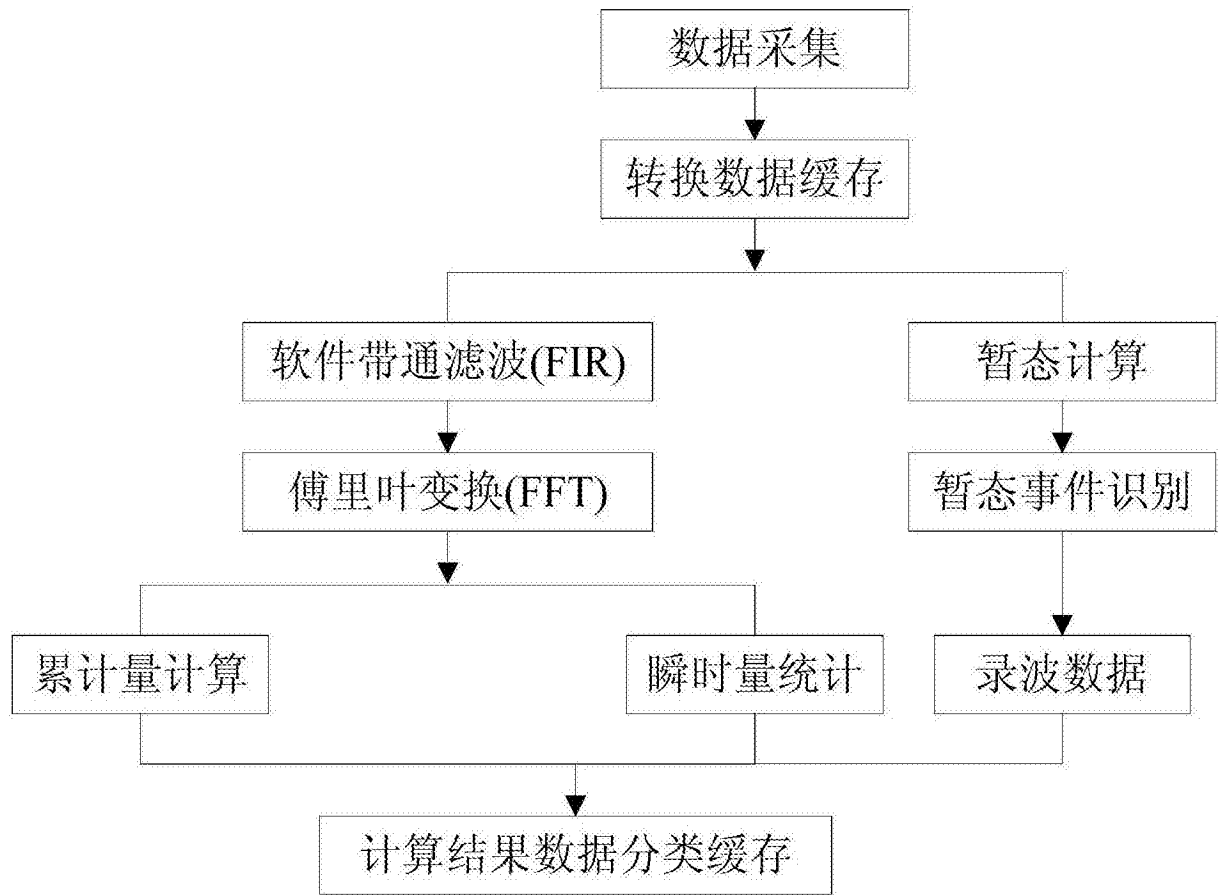 数据采集
转换数据缓存
软件带通滤波(FIR)
暂态计算
傅里叶变换(FFT)
暂态事件识别
累计量计算
瞬时量统计
录波数据
计算结果数据分类缓存